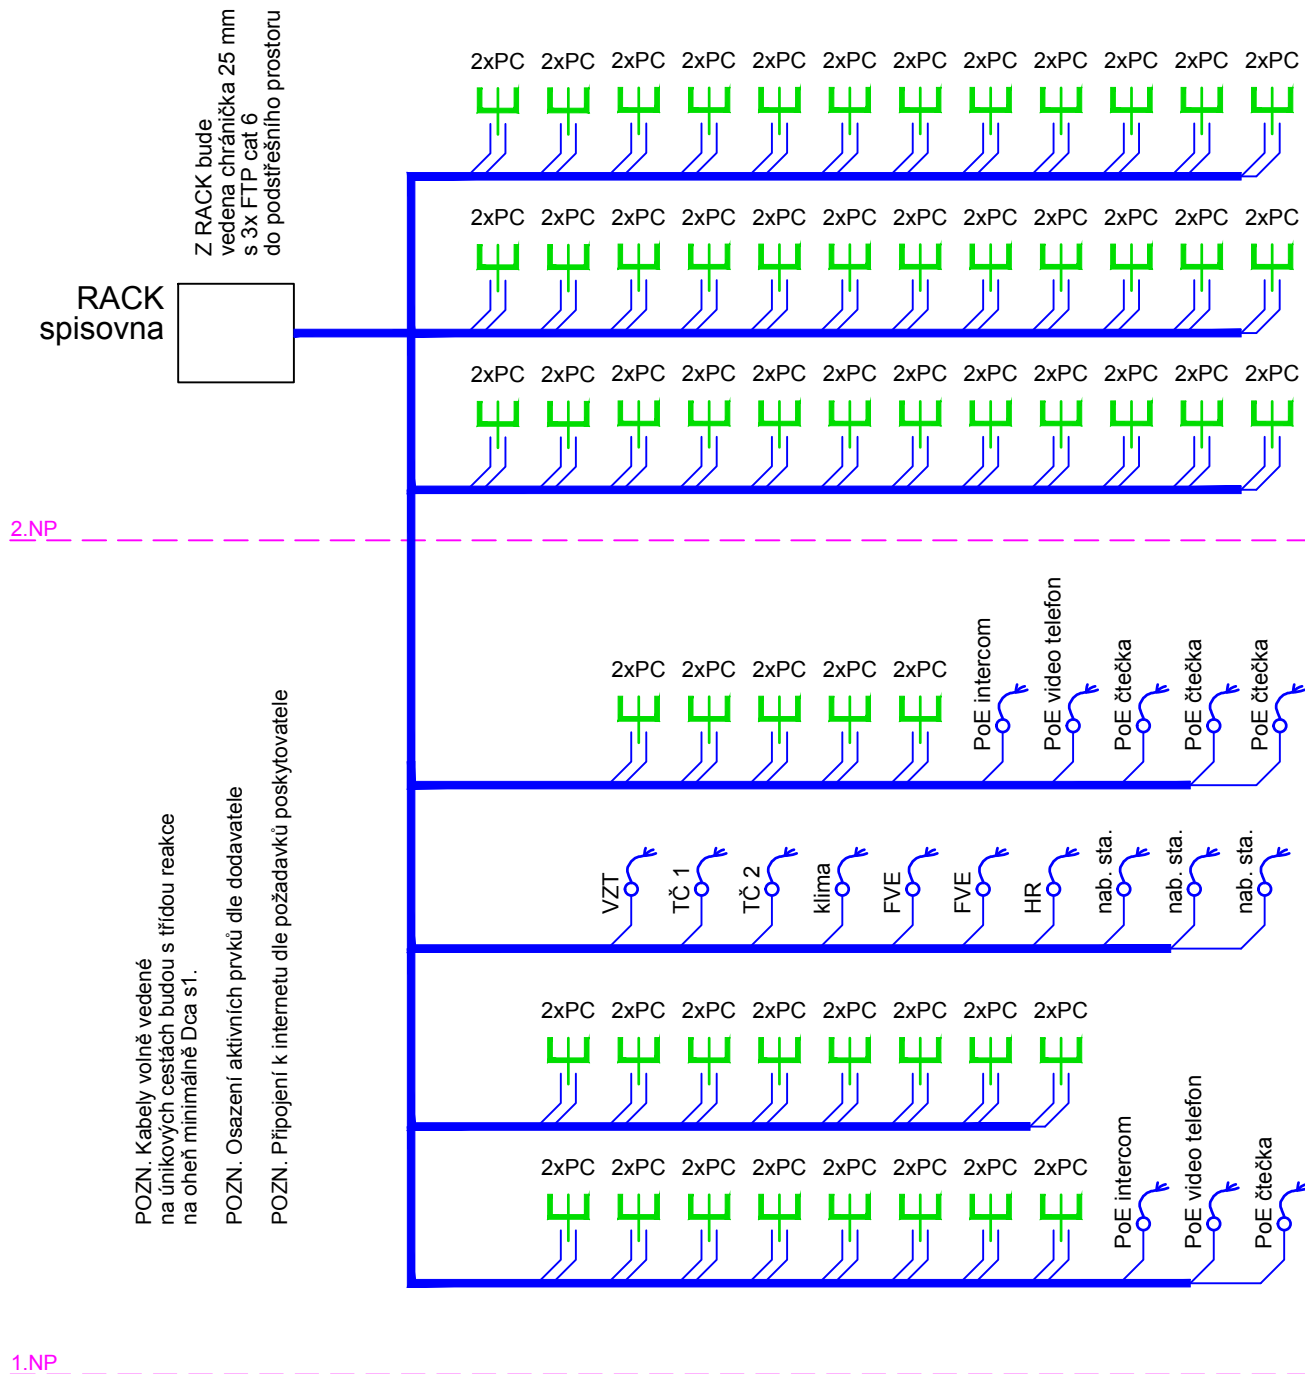 2xPC 2xPC 2xPC 2xPC 2xPC 2xPC 2xPC 2xPC 2xPC 2xPC 2xPC 2xPC
Z RACK bude
vedena chránička 25 mm
s 3x FTP cat 6
do podstřešního prostoru
2xPC 2xPC 2xPC 2xPC 2xPC 2xPC 2xPC 2xPC 2xPC 2xPC 2xPC 2xPC
RACK
spisovna
2xPC 2xPC 2xPC 2xPC 2xPC 2xPC 2xPC 2xPC 2xPC 2xPC 2xPC 2xPC
2.NP
2xPC 2xPC 2xPC 2xPC 2xPC
PoE intercom
PoE video telefon
PoE čtečka
PoE čtečka
PoE čtečka
VZT
TČ 1
TČ 2
klima
FVE
FVE
HR
nab. sta.
nab. sta.
nab. sta.
POZN. Kabely volně vedené
na únikových cestách budou s třídou reakce
na oheň minimálně Dca s1.
POZN. Osazení aktivních prvků dle dodavatele
POZN. Připojení k internetu dle požadavků poskytovatele
2xPC 2xPC 2xPC 2xPC 2xPC 2xPC 2xPC 2xPC
2xPC 2xPC 2xPC 2xPC 2xPC 2xPC 2xPC 2xPC
PoE intercom
PoE video telefon
PoE čtečka
1.NP